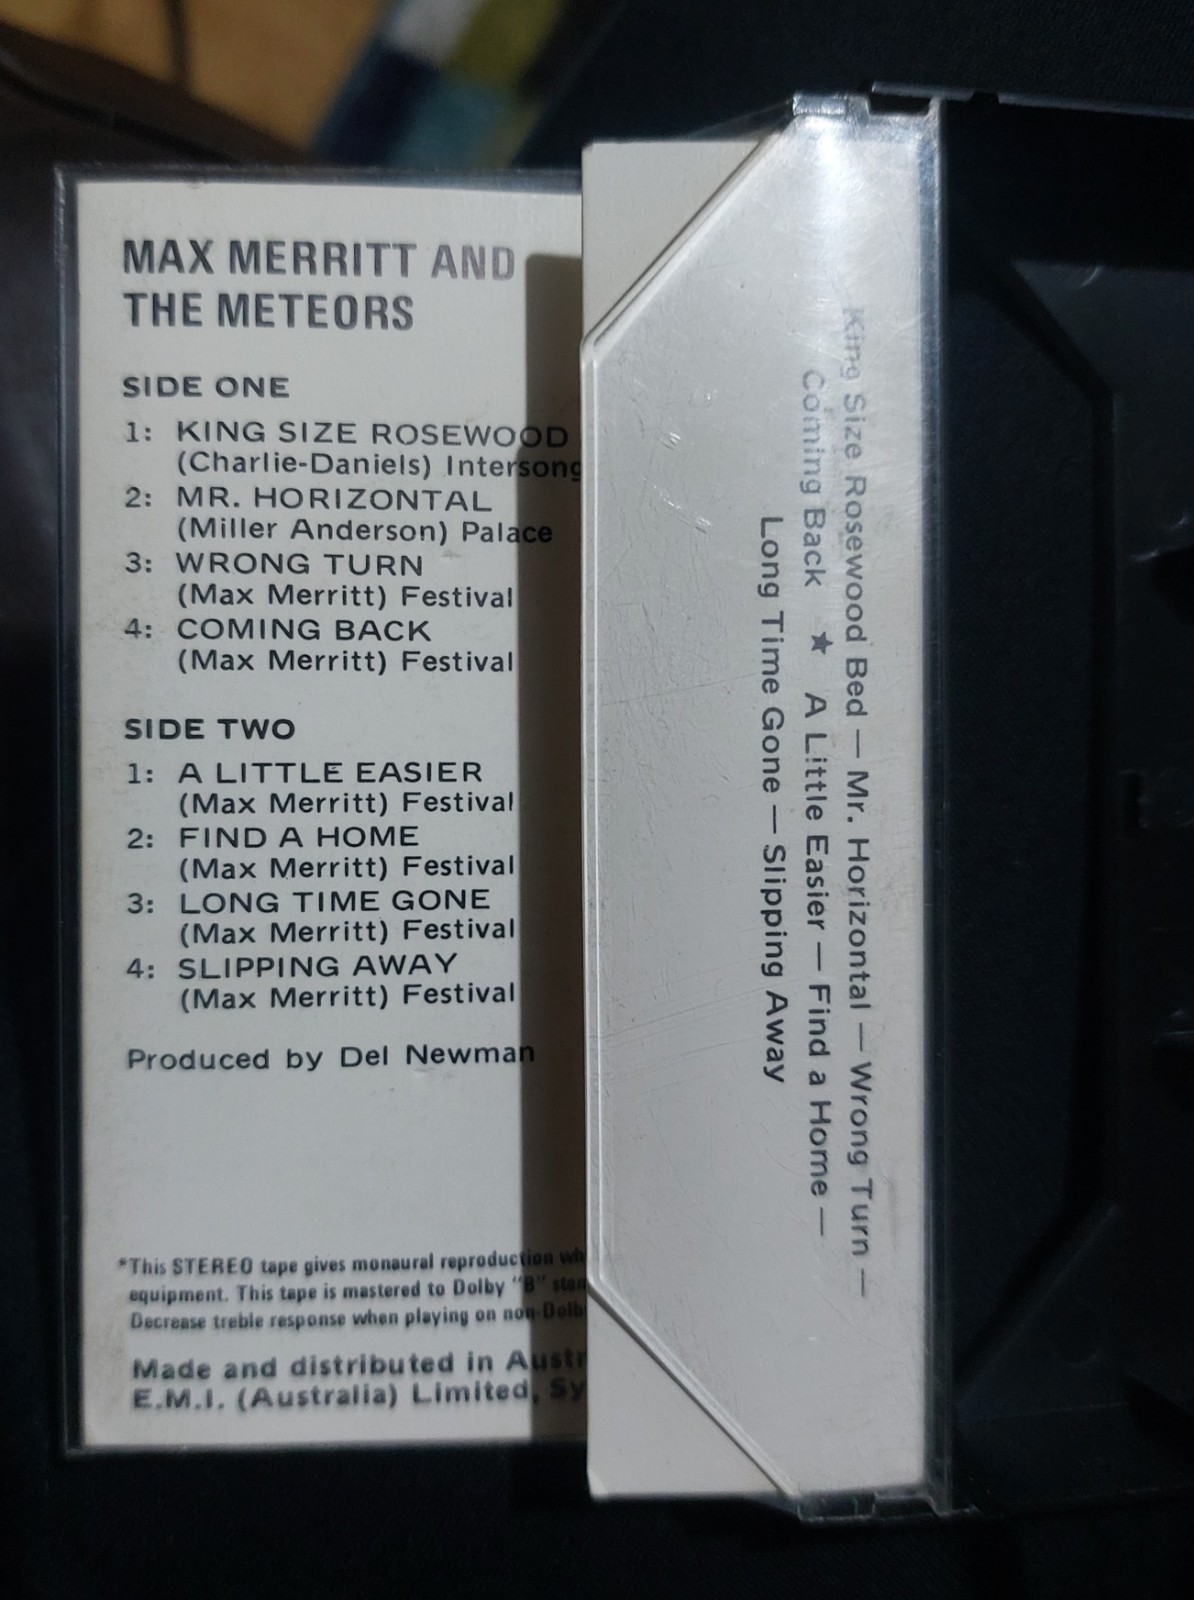 MAX MERRITT AND
THE METEORS
SIDE ONE
1: KING SIZE ROSEWOOD
(Charlie-Daniels) Intersong
2: MR. HORIZONTAL
(Miller Anderson) Palace
3: WRONG TURN
(Max Merritt) Festival
4: COMING BACK
(Max Merritt) Festival
SIDE TWO
1: A LITTLE EASIER
(Max Merritt) Festival
2: FIND A HOME
(Max Merritt) Festival
3: LONG TIME GONE
(Max Merritt) Festival
4: SLIPPING AWAY
(Max Merritt) Festival
Produced by Del Newman
*This STEREO tape gives monaural reproduction
equipment. This tape is mastered to Dolby "B"
Decrease treble response when playing on
Made and distributed in
E.M.I. (Australia) Limited,
King Size Rosewood Bed — Mr. Horizontal — Wrong Turn —
Coming Back ★ A Little Easier — Find a Home —
Long Time Gone — Slipping Away